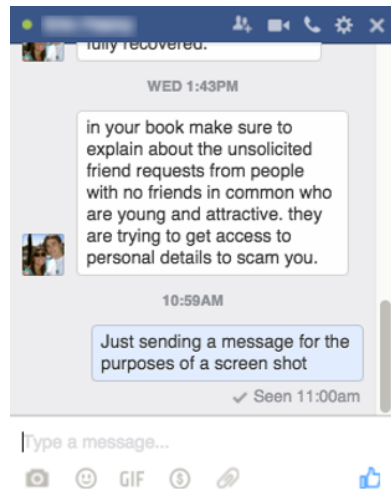 fully recovered.
WED 1:43PM
in your book make sure to
explain about the unsolicited
friend requests from people
with no friends in common who
are young and attractive. they
are trying to get access to
personal details to scam you.
10:59AM
Just sending a message for the
purposes of a screen shot
Seen 11:00am
Type a message...
GIF
$